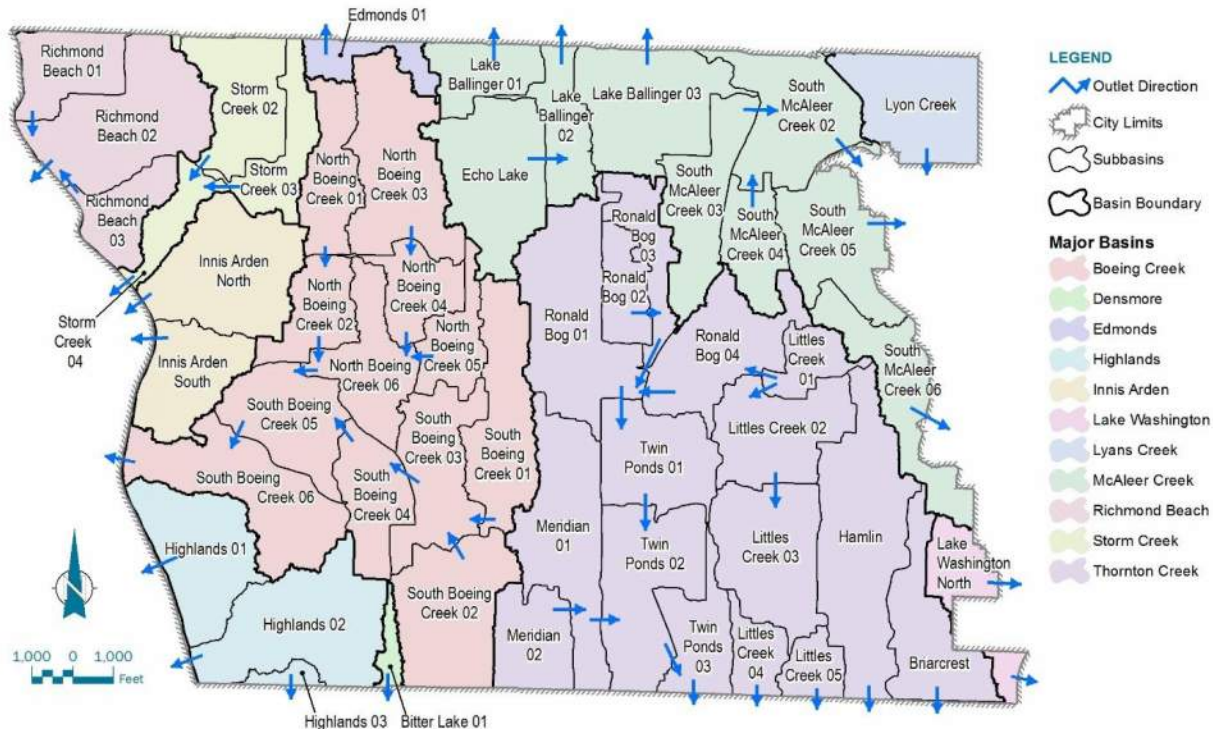 Edmonds 01
Richmond
Beach 01
Storm
Creek 02
Richmond
Beach 02
Storm
Creek 03
Richmond
Beach
03
Storm
Creek
04
Innis Arden
North
Innis Arden
South
North
Boeing
Creek 01
North
Boeing
Creek 03
North
Boeing
Creek 02
North
Boeing
Creek
04
North
Boeing
Creek 05
North Boeing
Creek 06
South Boeing
Creek 05
South Boeing
Creek 06
South
Boeing
Creek
03
South
Boeing
Creek 01
South
Boeing
Creek 04
South Boeing
Creek 02
Highlands 01
Highlands 02
Highlands 03
Bitter Lake 01
Lake
Ballinger 01
Lake
Ballinger
02
Lake Ballinger 03
Echo Lake
South
McAleer
Creek 02
South
McAleer
Creek 03
South
McAleer
Creek 04
South
McAleer
Creek 05
South
McAleer
Creek 06
Lyon Creek
Ronald
Bog
03
Ronald
Bog 02
Ronald
Bog 01
Ronald
Bog 04
Littles
Creek
01
Littles Creek 02
Twin
Ponds 01
Twin
Ponds 02
Twin
Ponds
03
Meridian
01
Meridian
02
Littles
Creek 03
Littles
Creek
04
Littles
Creek 05
Hamlin
Briarcrest
Lake
Washington
North
1,000 0 1,000
Feet
LEGEND
Outlet Direction
City Limits
Subbasins
Basin Boundary
Major Basins
Boeing Creek
Densmore
Edmonds
Highlands
Innis Arden
Lake Washington
Lyans Creek
McAleer Creek
Richmond Beach
Storm Creek
Thornton Creek